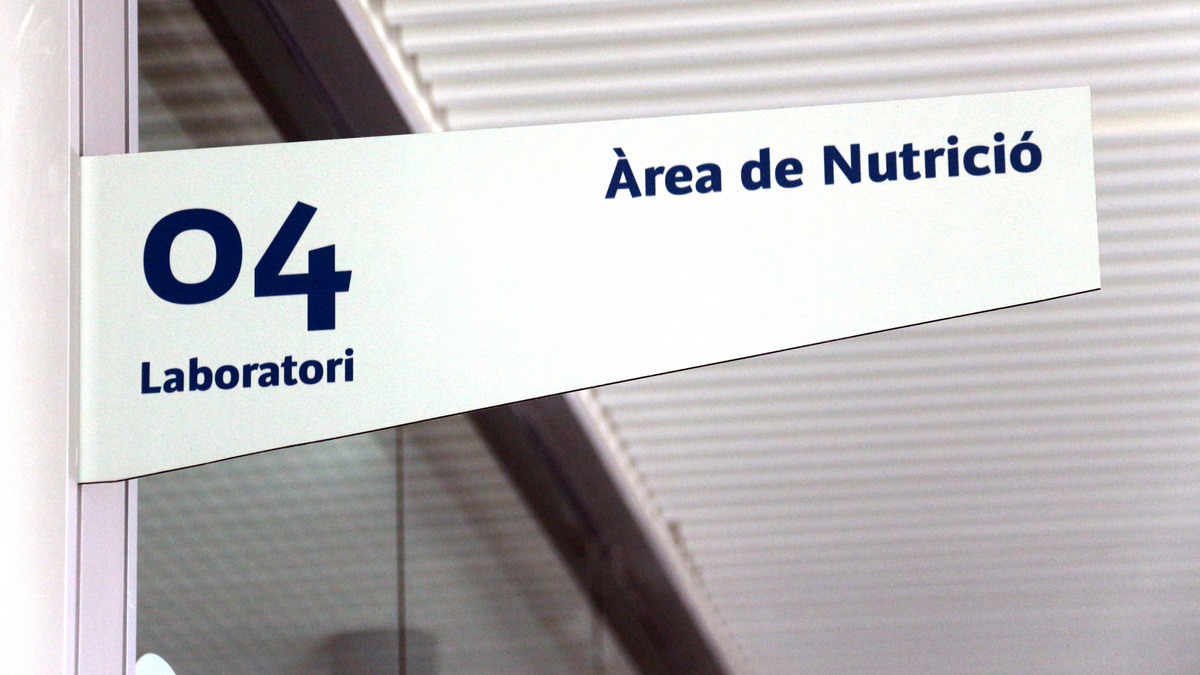 Àrea de Nutrició
04
Laboratori